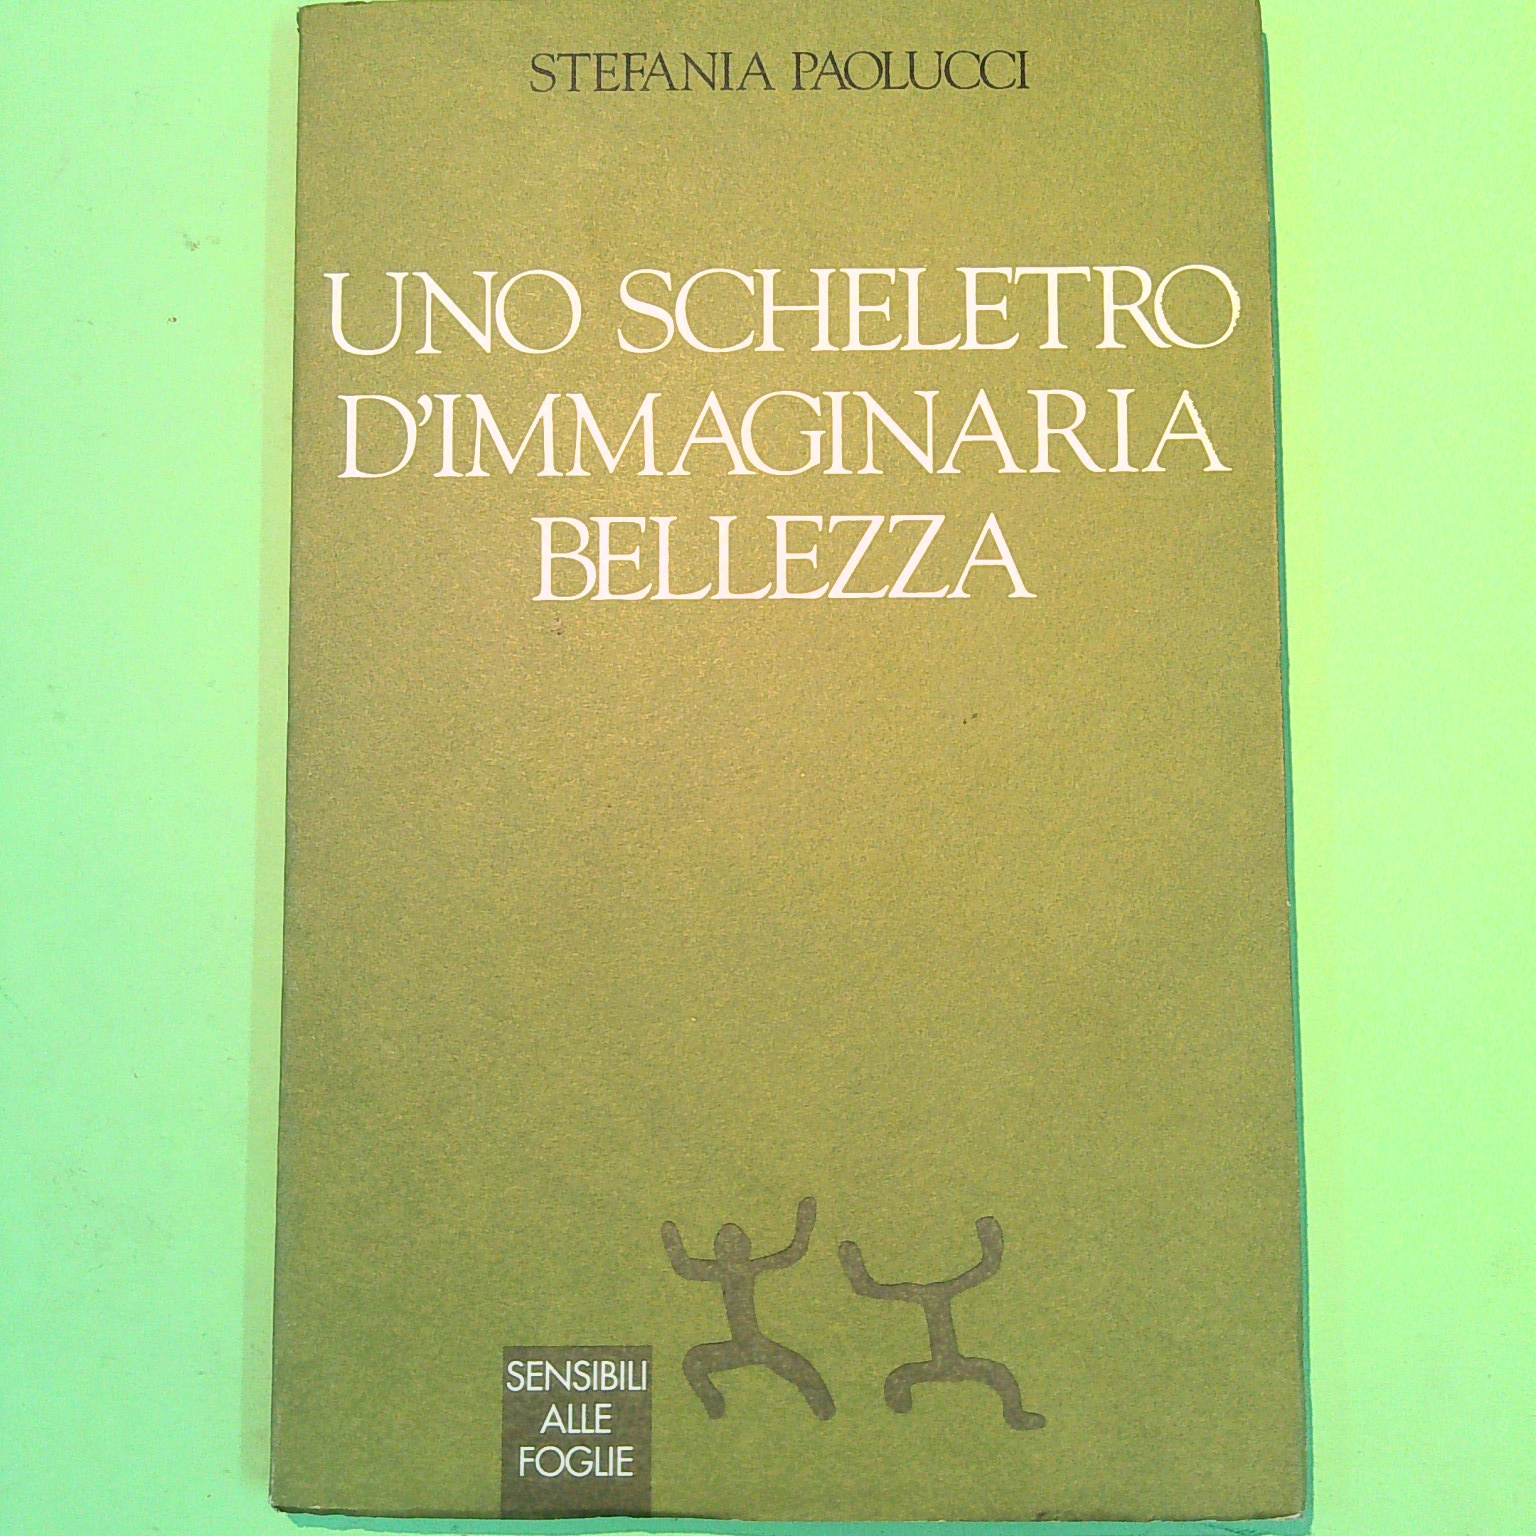 STEFANIA PAOLUCCI
UNO SCHELETRO
D'IMMAGINARIA
BELLEZZA
SENSIBILI
ALLE
FOGLIE